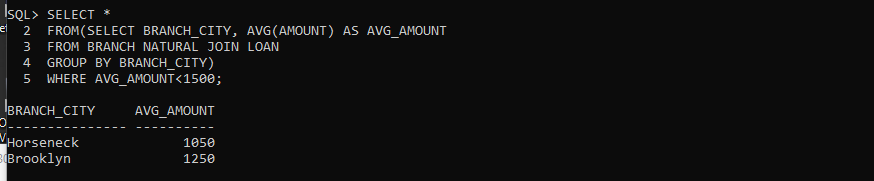 SQL> SELECT *
  2  FROM(SELECT BRANCH_CITY, AVG(AMOUNT) AS AVG_AMOUNT
  3  FROM BRANCH NATURAL JOIN LOAN
  4  GROUP BY BRANCH_CITY)
  5  WHERE AVG_AMOUNT<1500;
BRANCH_CITY     AVG_AMOUNT
--------------- ----------
Horseneck             1050
Brooklyn              1250